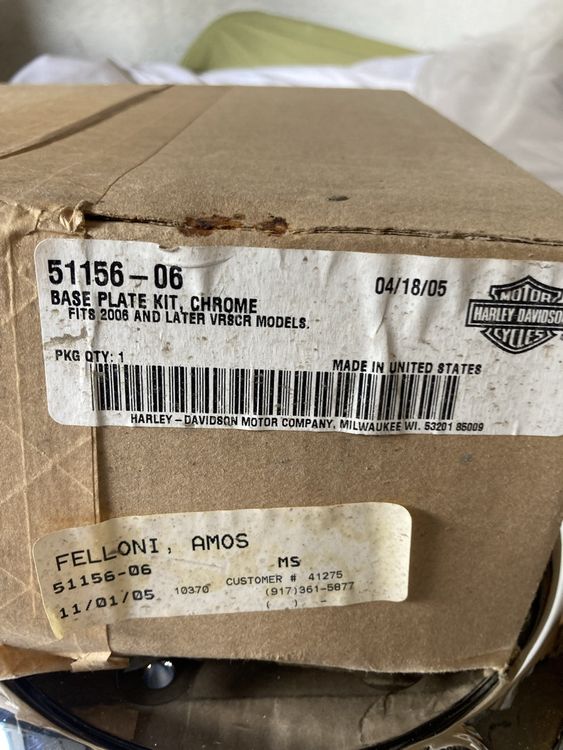 51156-06
04/18/05
BASE PLATE KIT, CHROME
FITS 2006 AND LATER VRSCR MODELS.
MOTOR
HARLEY-DAVIDSON
CYCLES
PKG QTY: 1
MADE IN UNITED STATES
HARLEY-DAVIDSON MOTOR COMPANY, MILWAUKEE WI. 53201 85009
FELLONI, AMOS
MS
51156-06
CUSTOMER # 41275
11/01/05 10370 (917)361-5877
( ) -